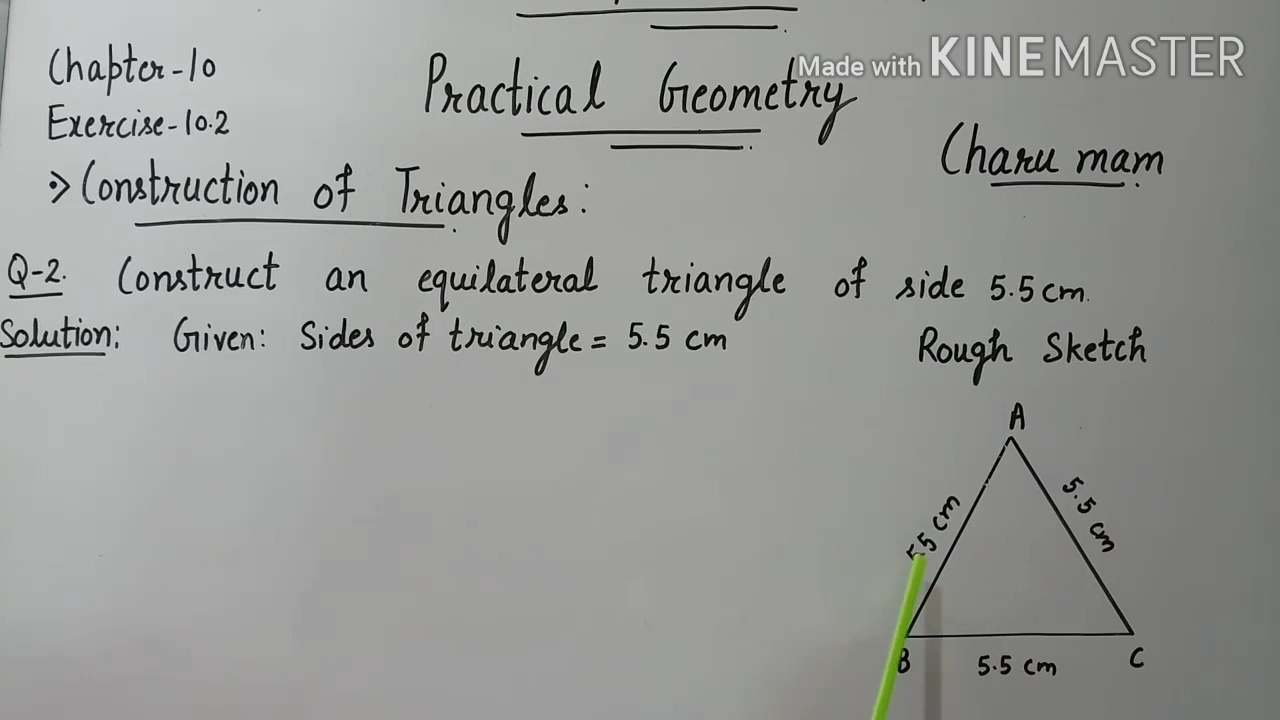 Made with KINEMASTER
Chapter-10
Practical Geometry
Exercise-10.2
Charu mam
Construction of Triangles:
Q-2. Construct an equilateral triangle of side 5.5 cm.
Solution: Given: Sides of triangle = 5.5 cm
Rough Sketch
A
5.5 cm
5.5 cm
B
5.5 cm
C